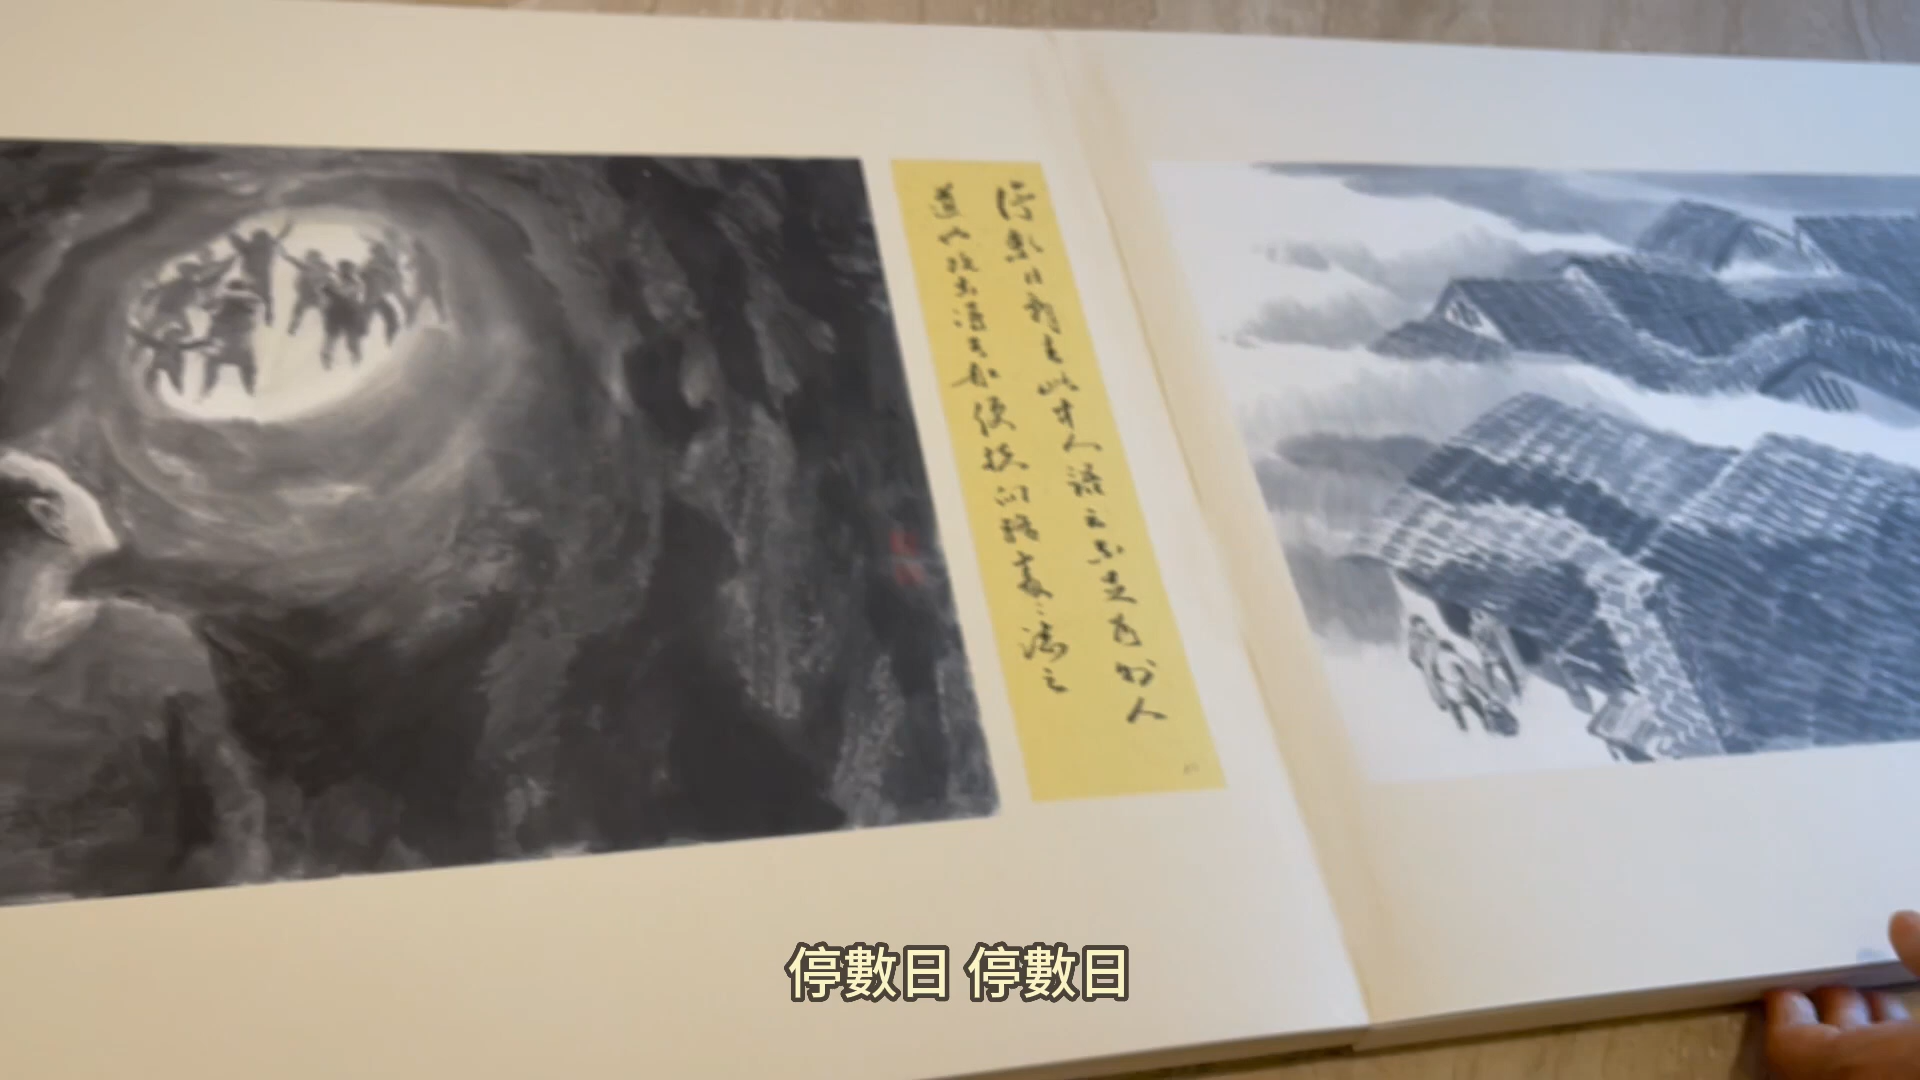 停數日辭去此中人語云不足為外人
道也既出得其船便扶向路處〻誌之
停數日 停數日